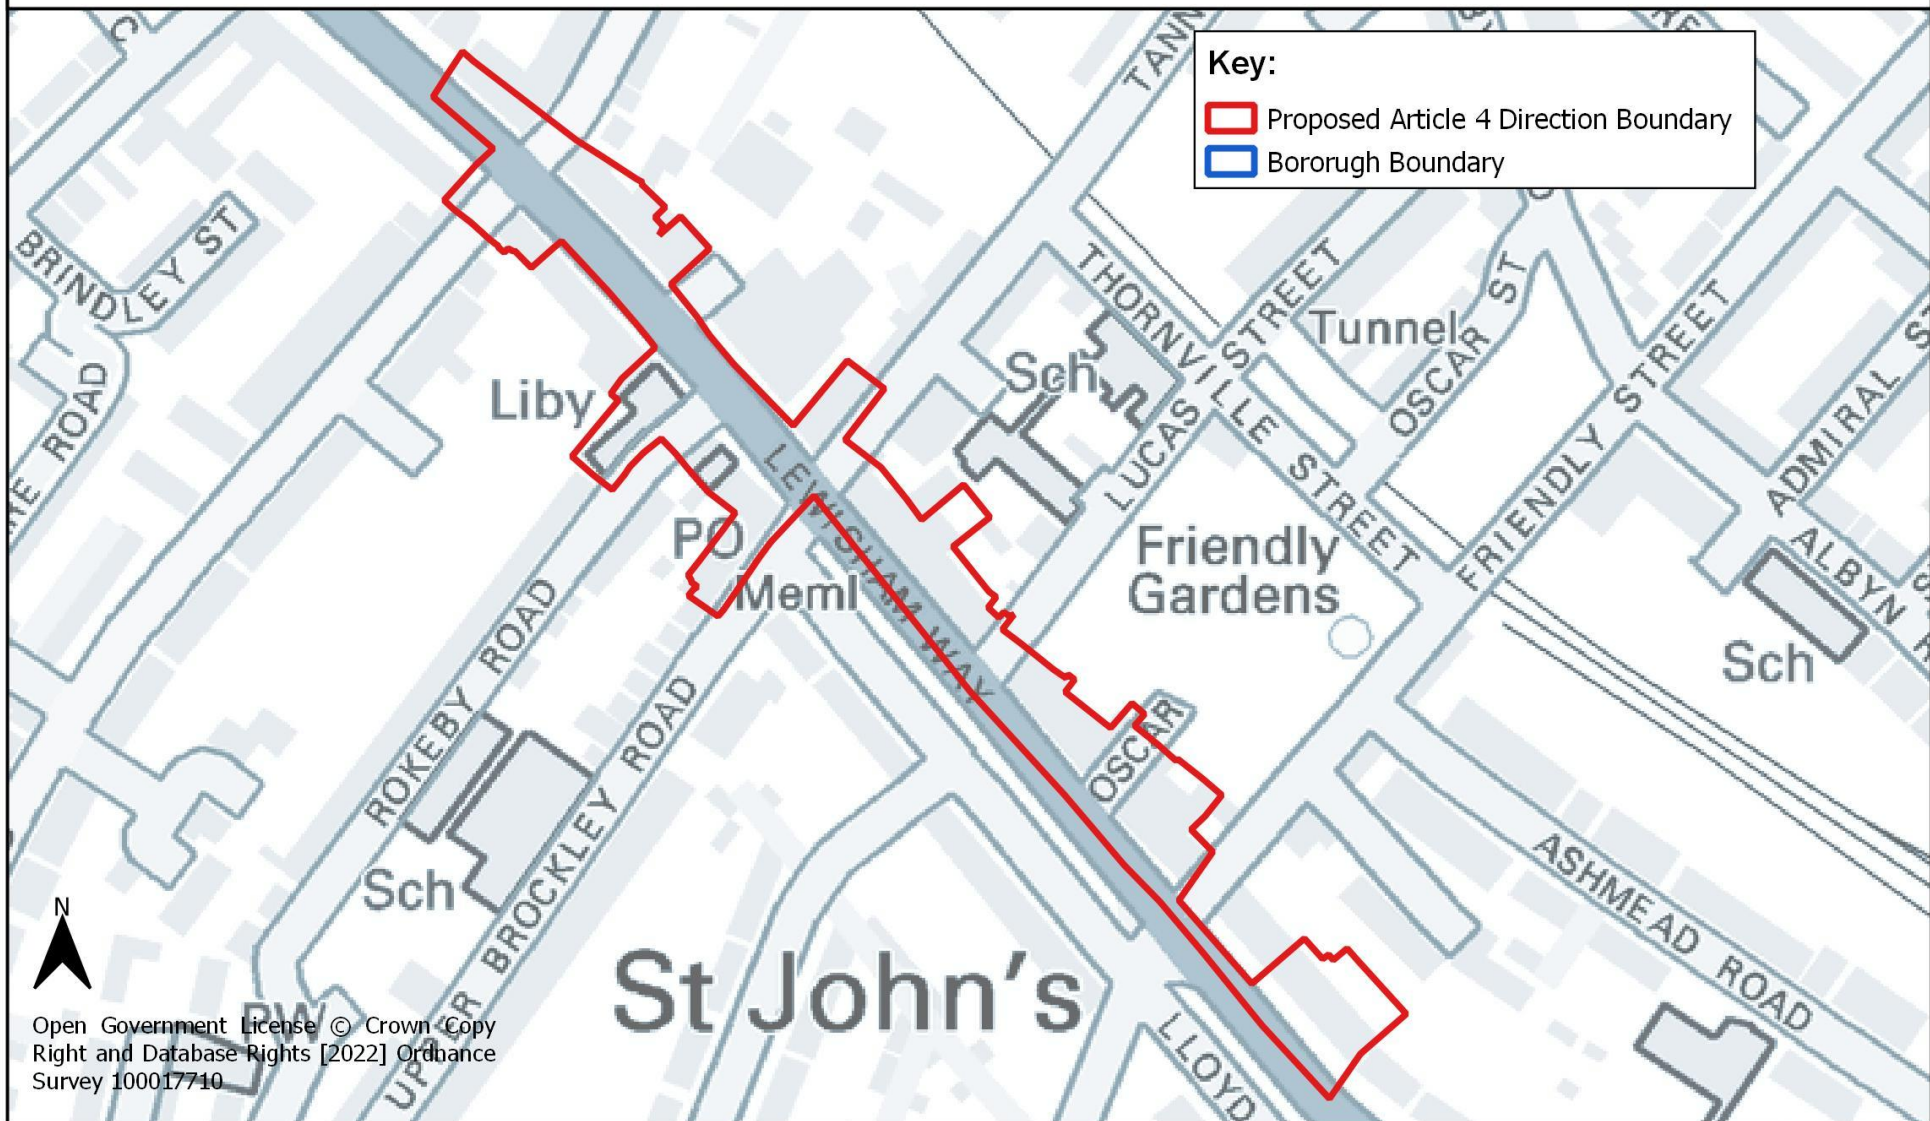 Key:
Proposed Article 4 Direction Boundary
Bororugh Boundary
TANN
BRINDLEY ST
ROAD
THORNVILLE STREET
STREET
Tunnel
OSCAR ST
FRIENDLY STREET
ADMIRAL S
Liby
Sch
LUCAS
LEWISHAM WAY
PO
Meml
Friendly
Gardens
ALBYN R
Sch
ROKEBY ROAD
OSCAR
UPPER BROCKLEY ROAD
Sch
ASHMEAD ROAD
St John's
LLOYD
N
PW
Open Government License © Crown Copy
Right and Database Rights [2022] Ordnance
Survey 100017710